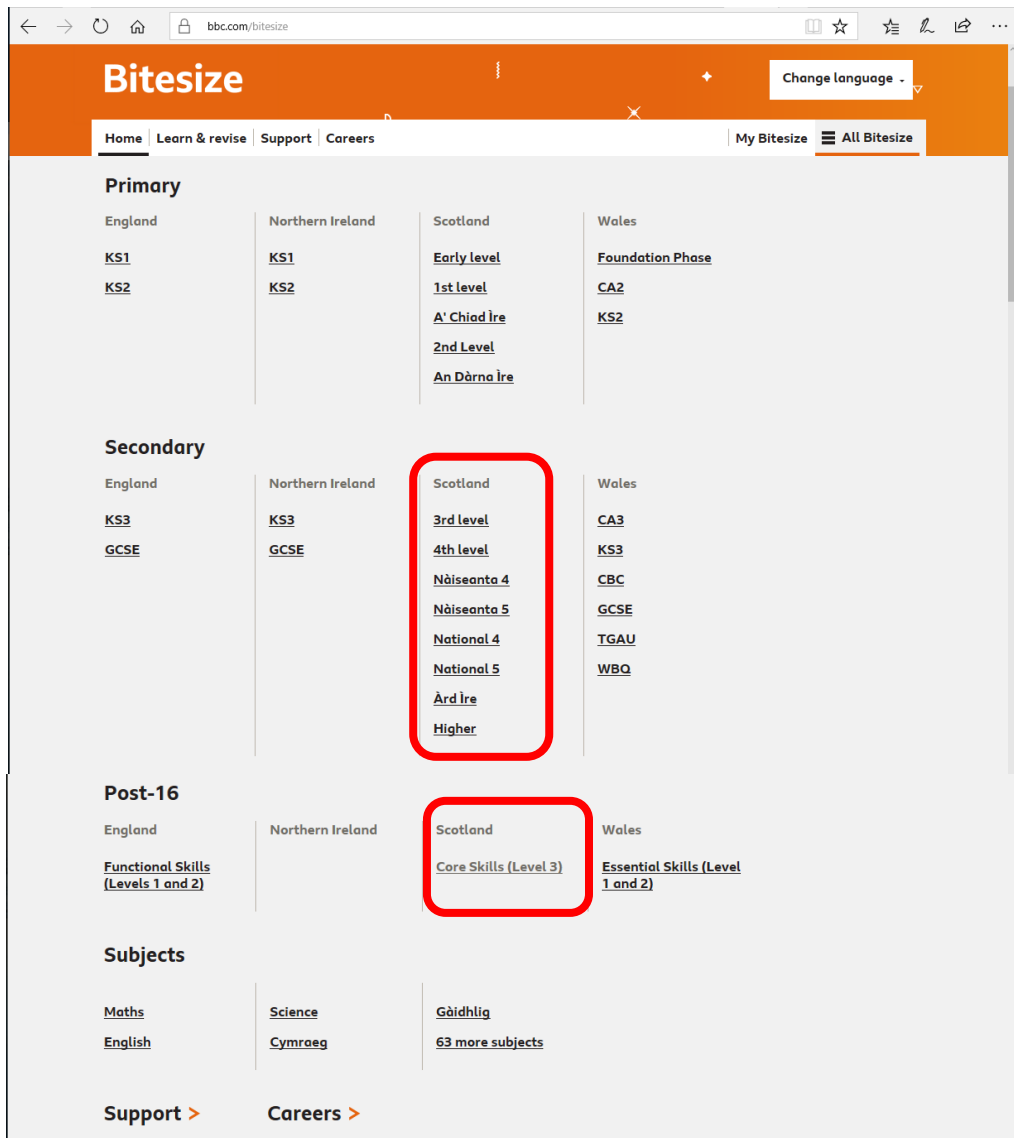 bbc.com/bitesize
Bitesize
Change language
Home Learn & revise Support Careers My Bitesize All Bitesize
Primary
England
KS1
KS2
Northern Ireland
KS1
KS2
Scotland
Early level
1st level
A' Chiad Ìre
2nd Level
An Dàrna Ìre
Wales
Foundation Phase
CA2
KS2
Secondary
England
KS3
GCSE
Northern Ireland
KS3
GCSE
Scotland
3rd level
4th level
Nàiseanta 4
Nàiseanta 5
National 4
National 5
Àrd Ìre
Higher
Wales
CA3
KS3
CBC
GCSE
TGAU
WBQ
Post-16
England
Functional Skills
(Levels 1 and 2)
Northern Ireland
Scotland
Core Skills (Level 3)
Wales
Essential Skills (Level
1 and 2)
Subjects
Maths
English
Science
Cymraeg
Gàidhlig
63 more subjects
Support >
Careers >